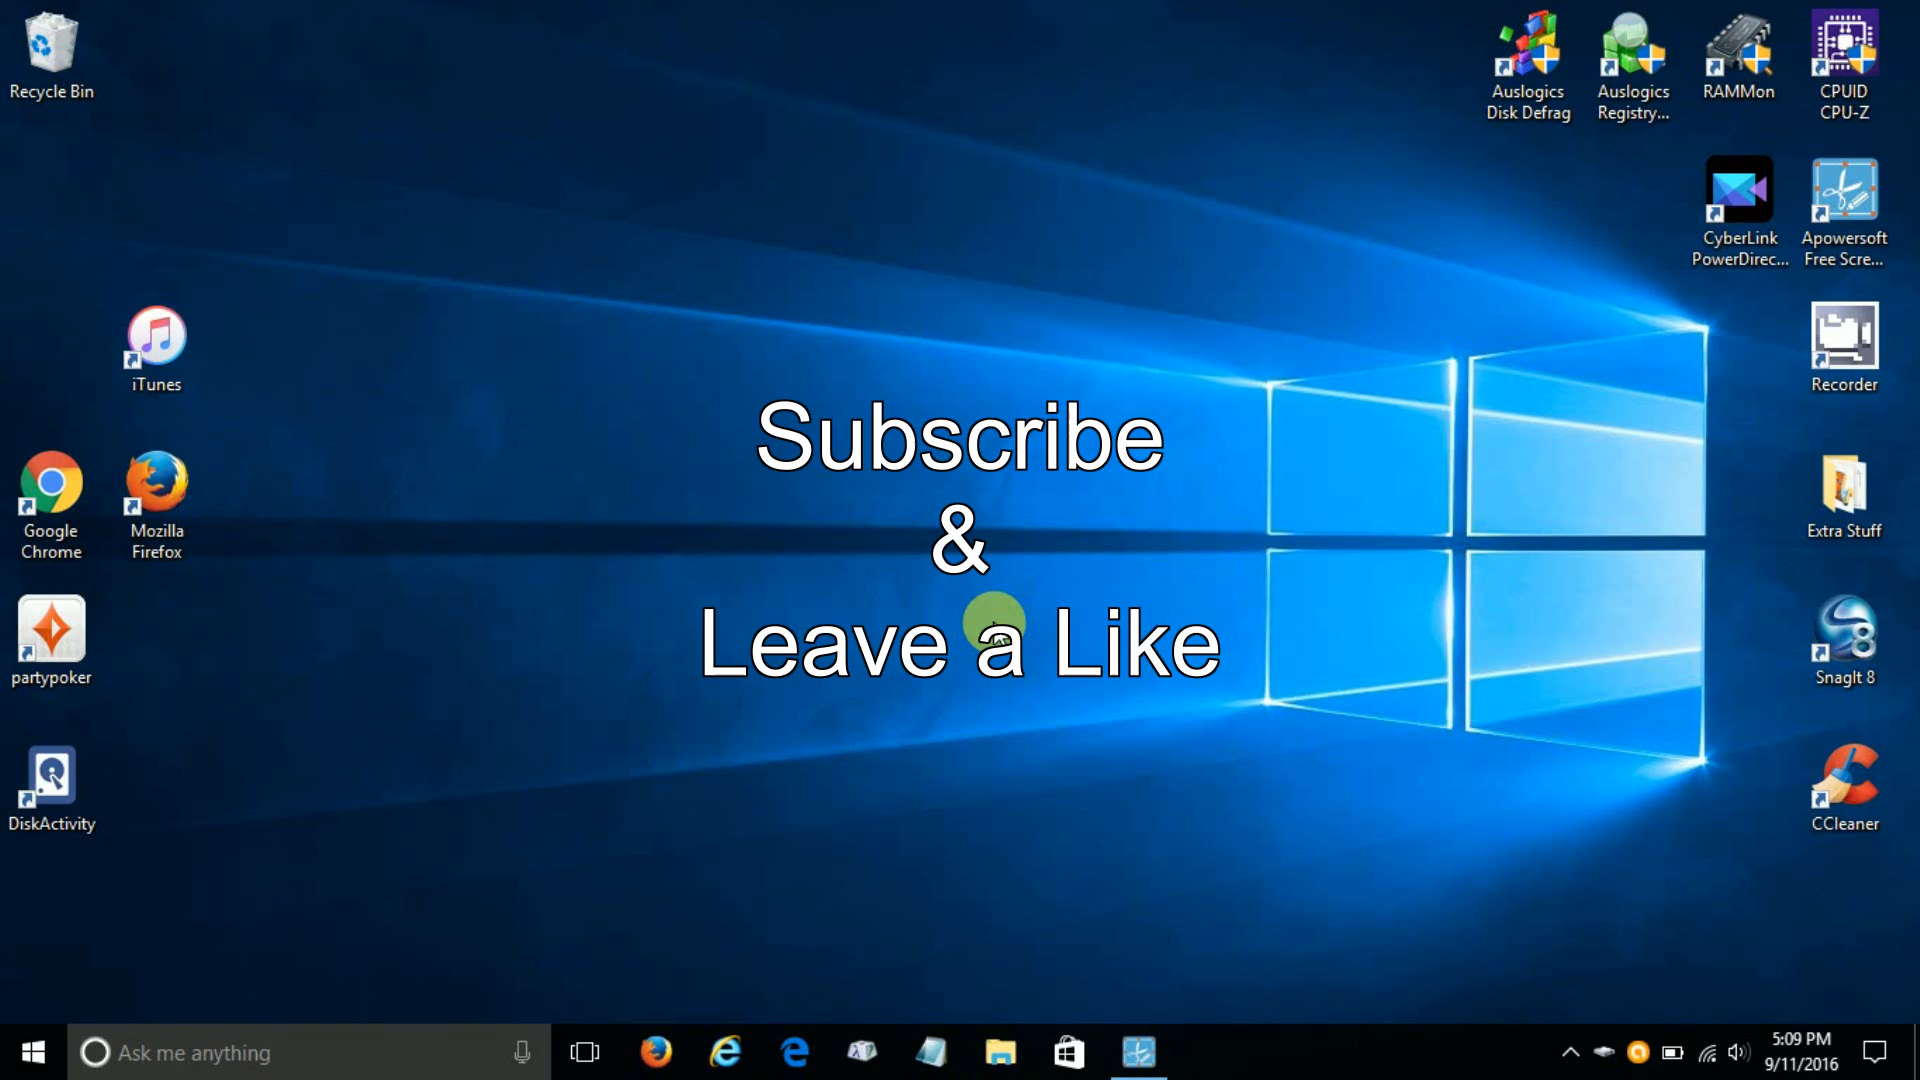 Recycle Bin
Auslogics
Disk Defrag
Auslogics
Registry...
RAMMon
CPUID
CPU-Z
CyberLink
PowerDirec...
Apowersoft
Free Scre...
iTunes
Recorder
Subscribe
&
Leave a Like
Google
Chrome
Mozilla
Firefox
Extra Stuff
partypoker
SnagIt 8
8
DiskActivity
CCleaner
Ask me anything
5:09 PM
9/11/2016